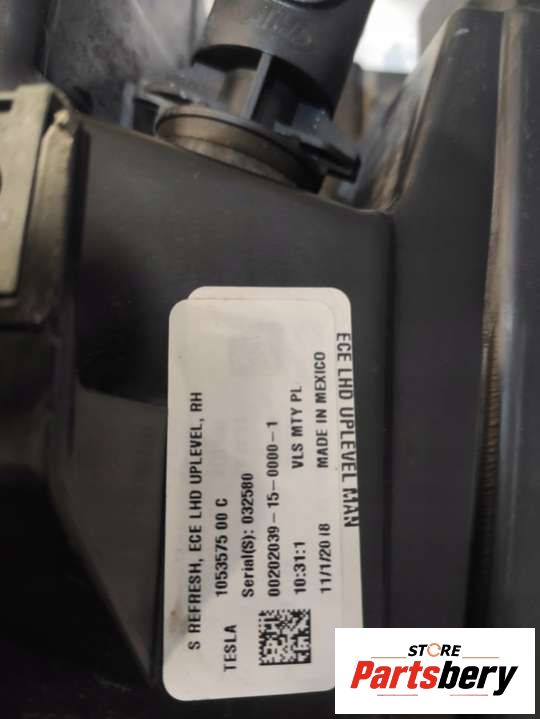 S REFRESH, ECE LHD UPLEVEL, RH
TESLA 1053575 00 C
Serial(S): 032580
00202039-15-0000-1
10:31:1 VLS MTY PL
11/1/2018 MADE IN MEXICO
ECE LHD UPLEVEL MAN
STORE
Partsbery